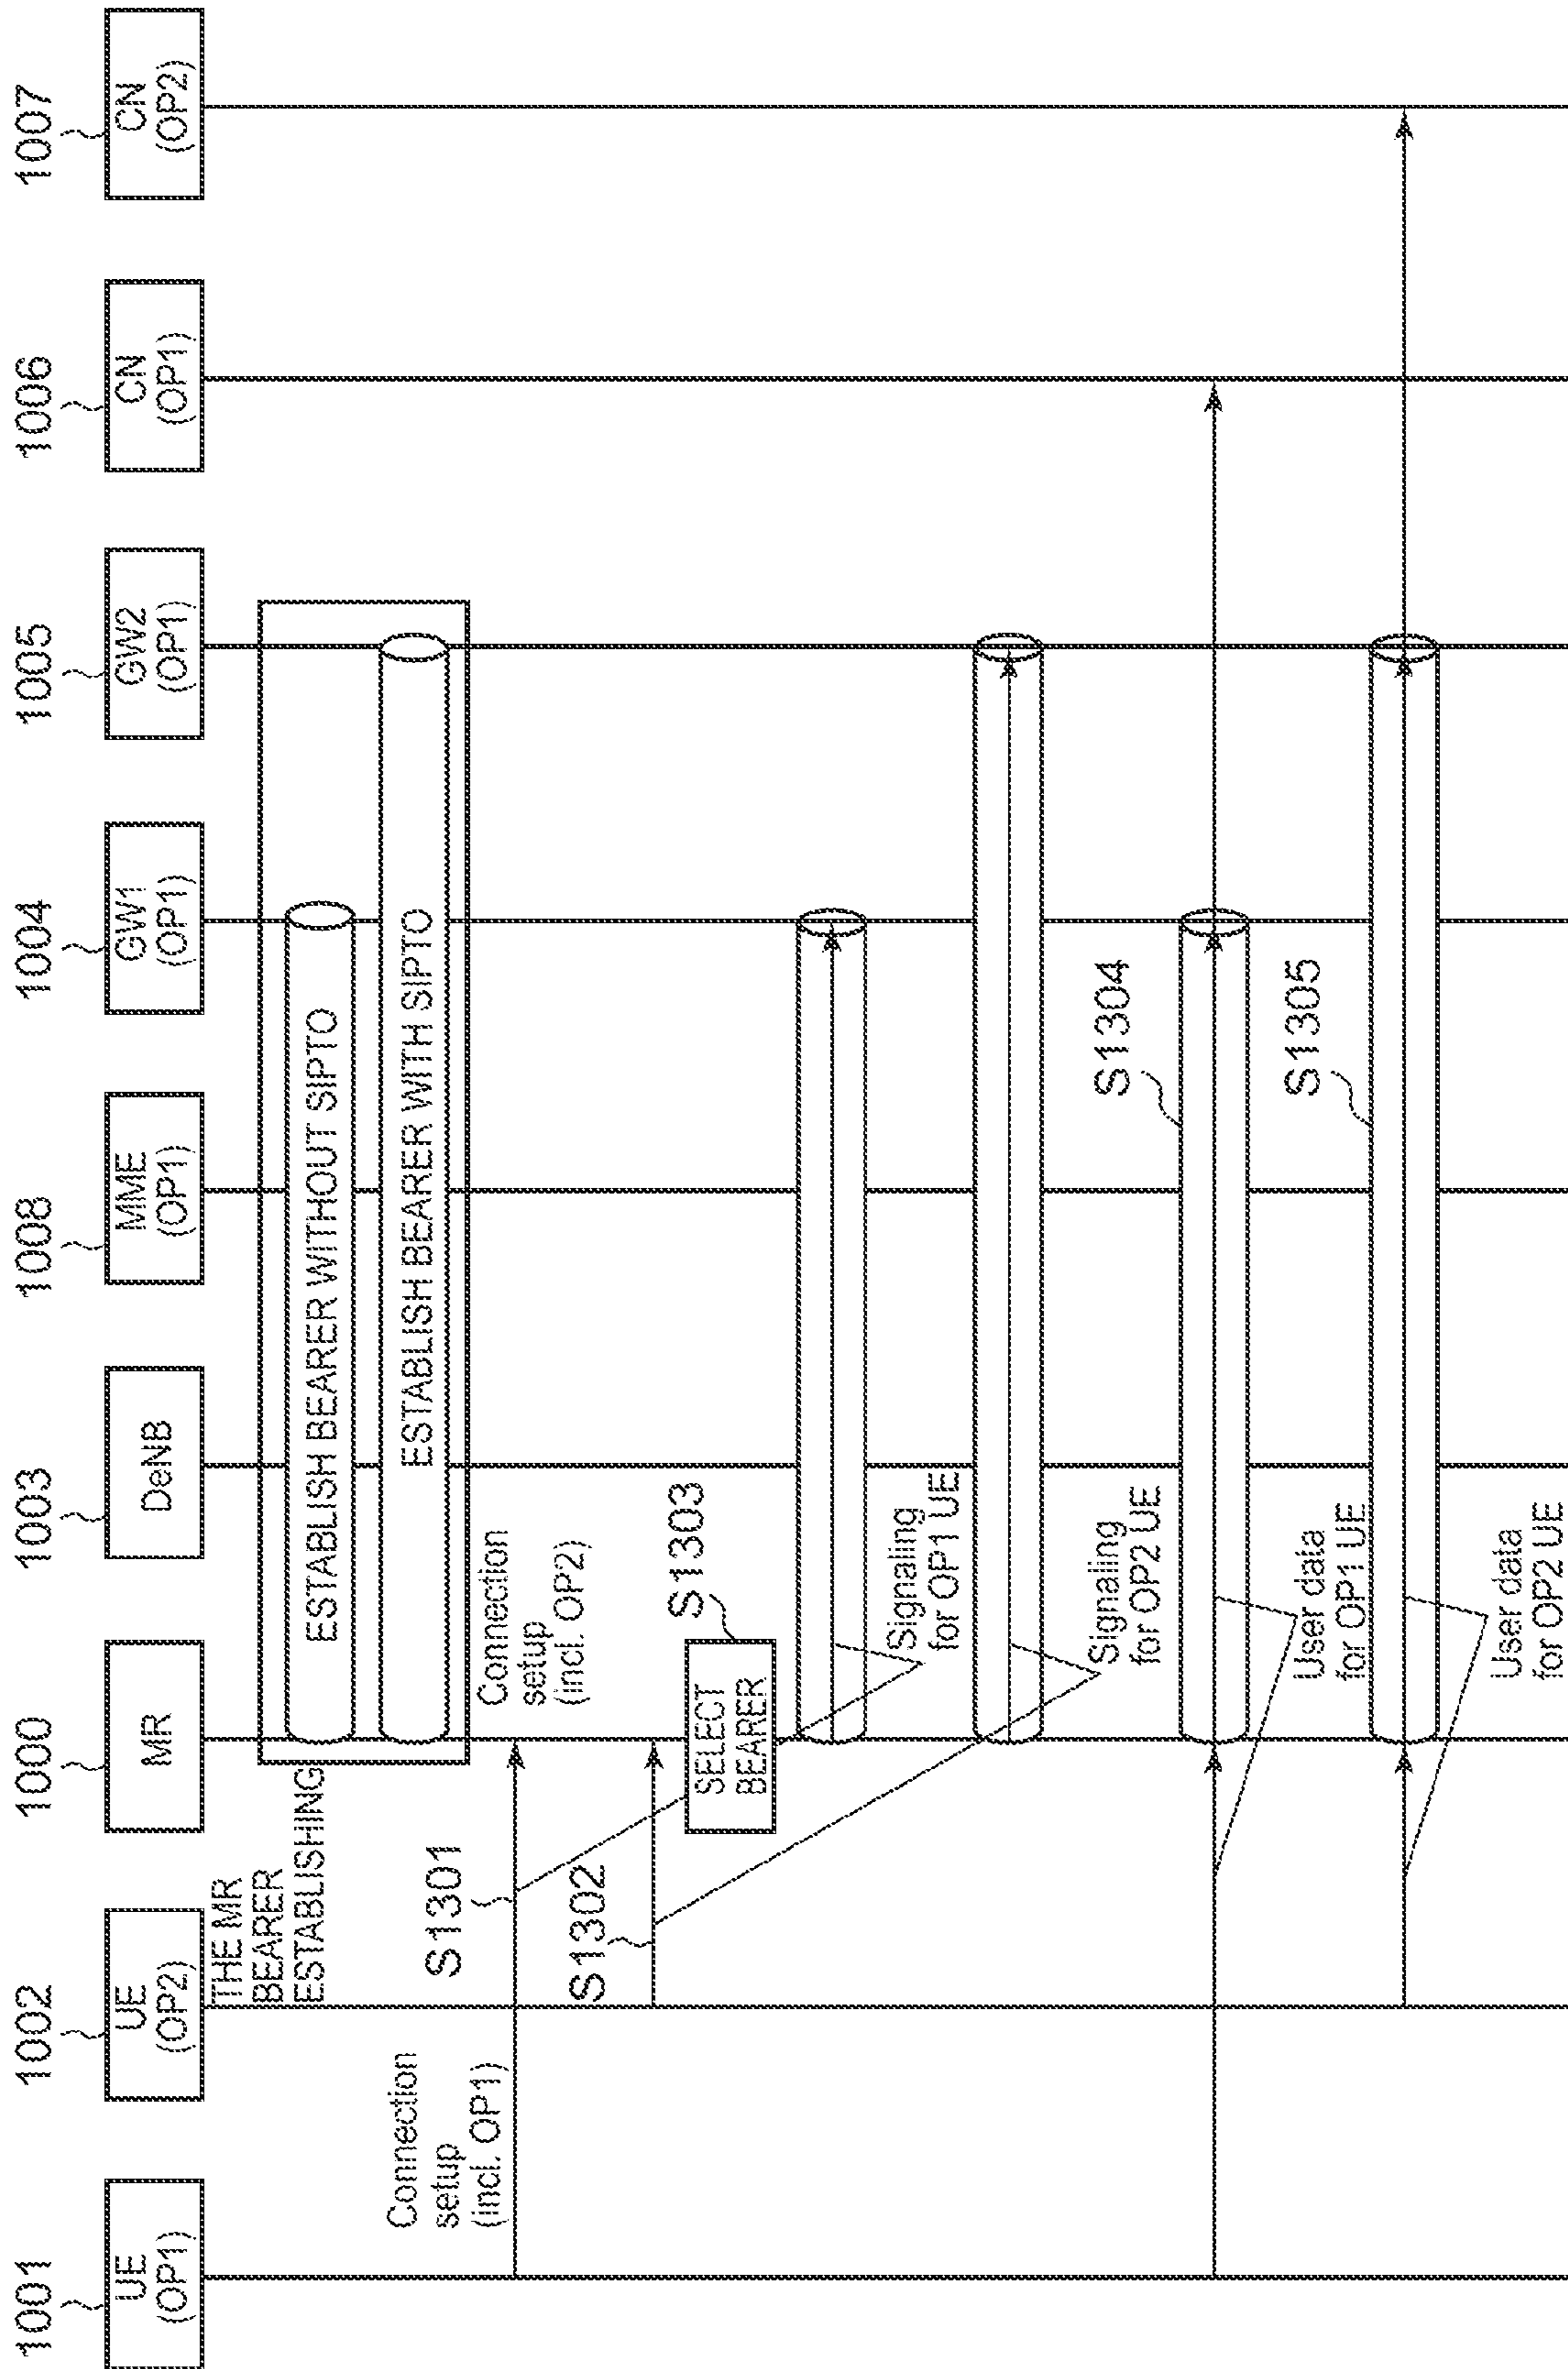 1001
1002
1000
1003
1008
1004
1005
1006
1007
UE
(OP1)
UE
(OP2)
MR
DeNB
MME
(OP1)
GW1
(OP1)
GW2
(OP1)
CN
(OP1)
CN
(OP2)
THE MR
BEARER
ESTABLISHING
ESTABLISH BEARER WITHOUT SIPTO
ESTABLISH BEARER WITH SIPTO
Connection
setup
(incl. OP1)
S1301
Connection
setup
(incl. OP2)
S1302
SELECT
BEARER
S1303
Signaling
for OP1 UE
Signaling
for OP2 UE
S1304
User data
for OP1 UE
S1305
User data
for OP2 UE